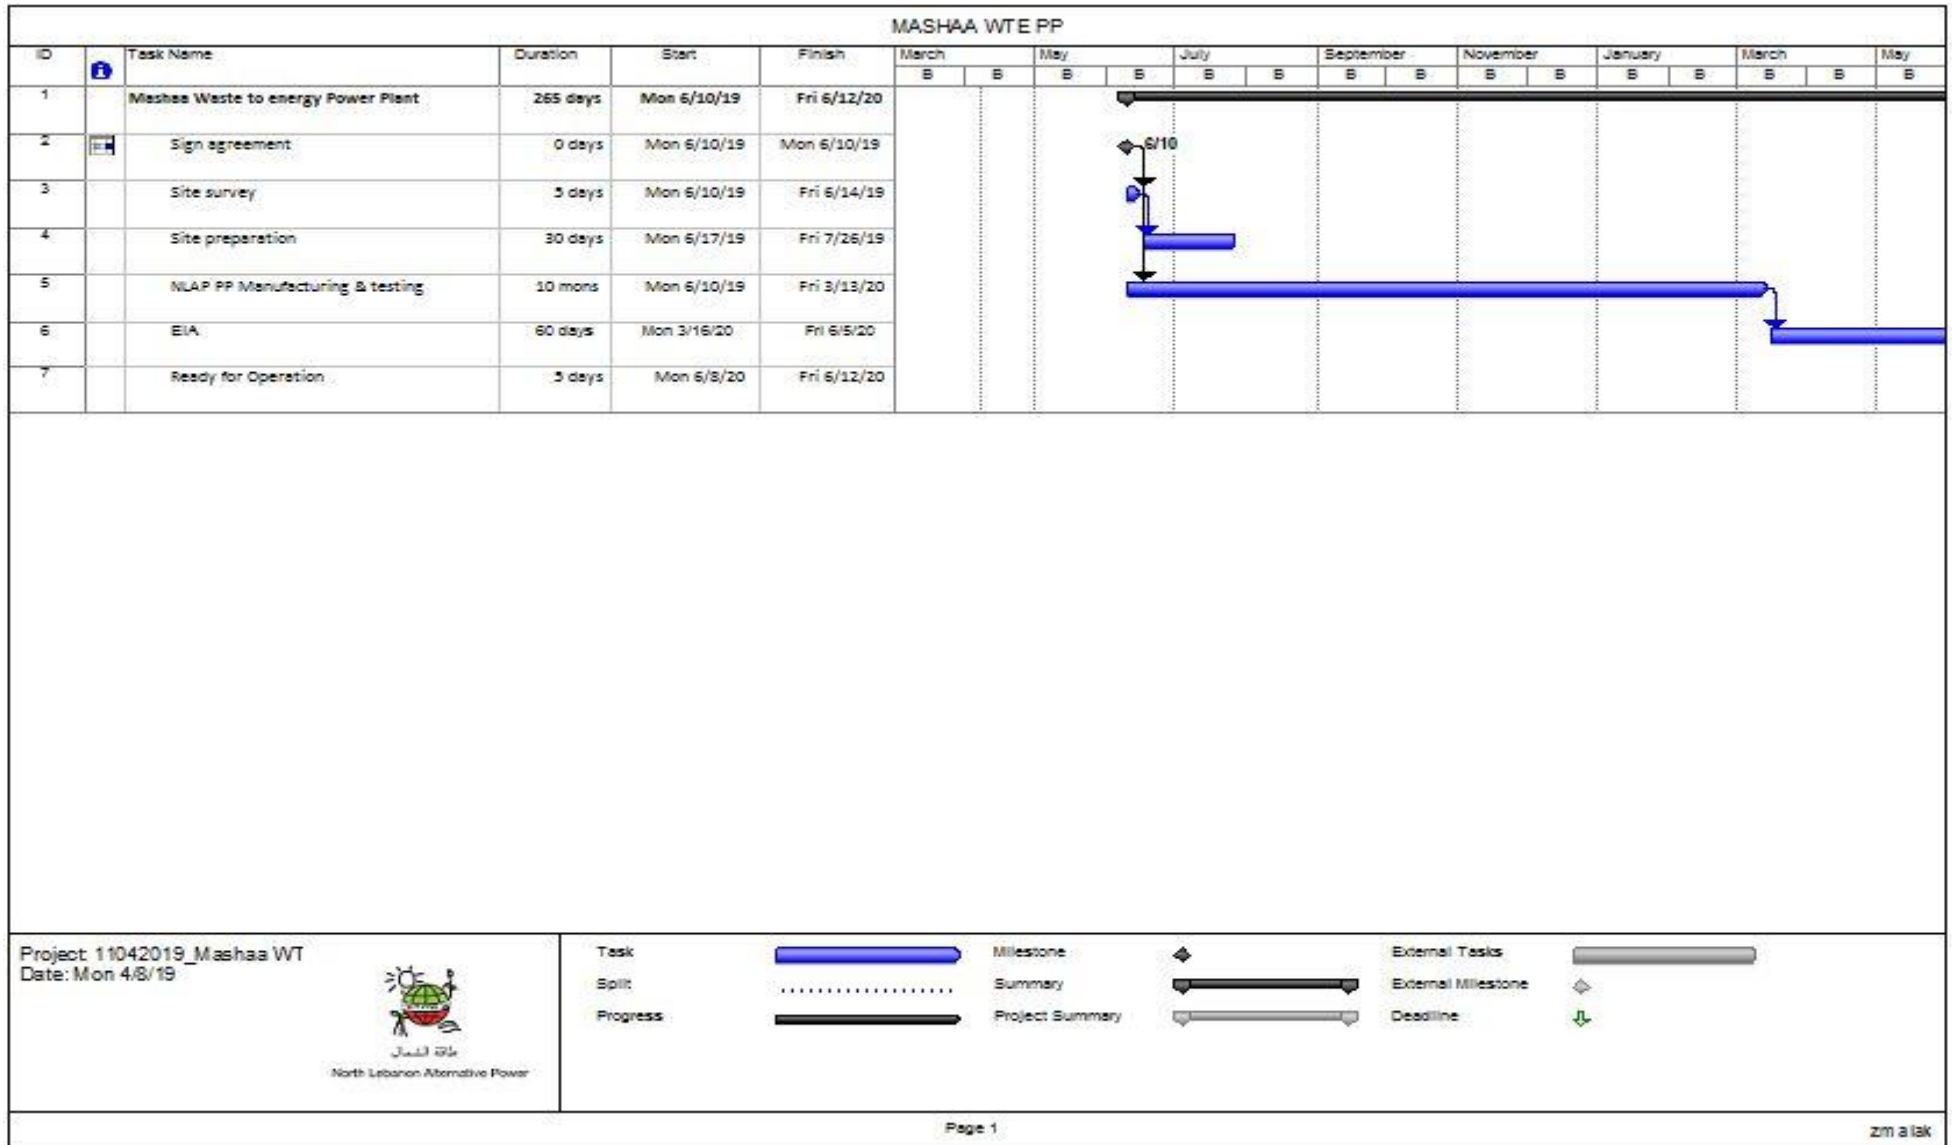 MASHAA WTE PP
ID Task Name Duration Start Finish March May July September November January March May
B B B B B B B B B B B B B B B
1 Mashaa Waste to energy Power Plant 265 days Mon 6/10/19 Fri 6/12/20
2 Sign agreement 0 days Mon 6/10/19 Mon 6/10/19 6/10
3 Site survey 5 days Mon 6/10/19 Fri 6/14/19
4 Site preparation 30 days Mon 6/17/19 Fri 7/26/19
5 NLAP PP Manufacturing & testing 10 mons Mon 6/10/19 Fri 3/13/20
6 EIA 60 days Mon 3/16/20 Fri 6/5/20
7 Ready for Operation 5 days Mon 6/8/20 Fri 6/12/20
Project: 11042019_Mashaa WT
Date: Mon 4/8/19
طاقة الشمال
North Lebanon Alternative Power
Task Milestone External Tasks
Split Summary External Milestone
Progress Project Summary Deadline
Page 1
zmalak